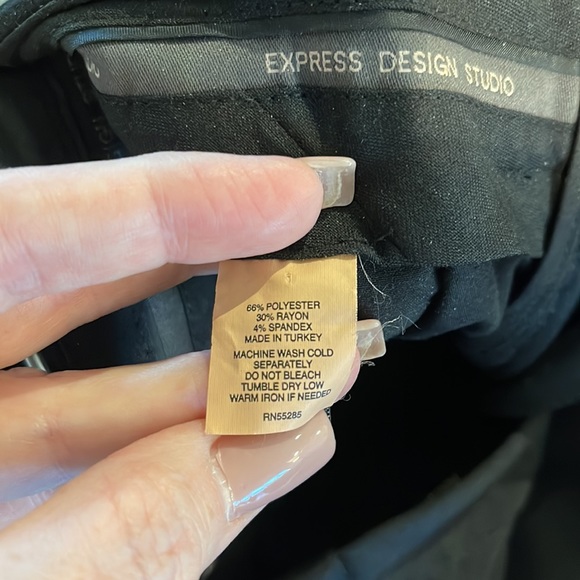 EXPRESS DESIGN STUDIO
66% POLYESTER
30% RAYON
4% SPANDEX
MADE IN TURKEY
MACHINE WASH COLD
SEPARATELY
DO NOT BLEACH
TUMBLE DRY LOW
WARM IRON IF NEEDED
RN55285